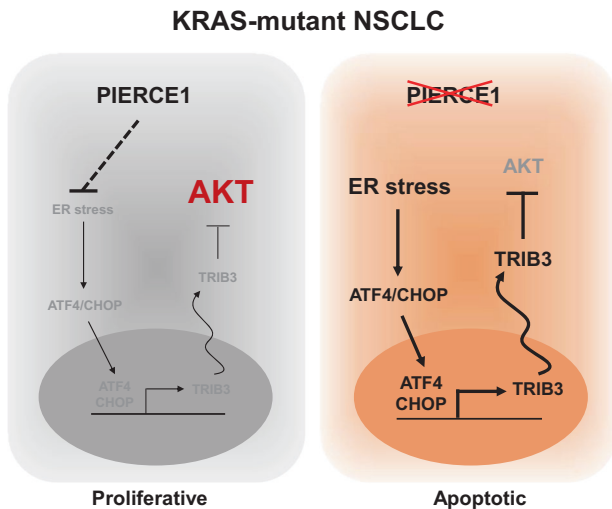 KRAS-mutant NSCLC
PIERCE1
ER stress
AKT
TRIB3
ATF4/CHOP
ATF4
CHOP
TRIB3
Proliferative
PIERCE1
AKT
ER stress
TRIB3
ATF4/CHOP
ATF4
CHOP
TRIB3
Apoptotic